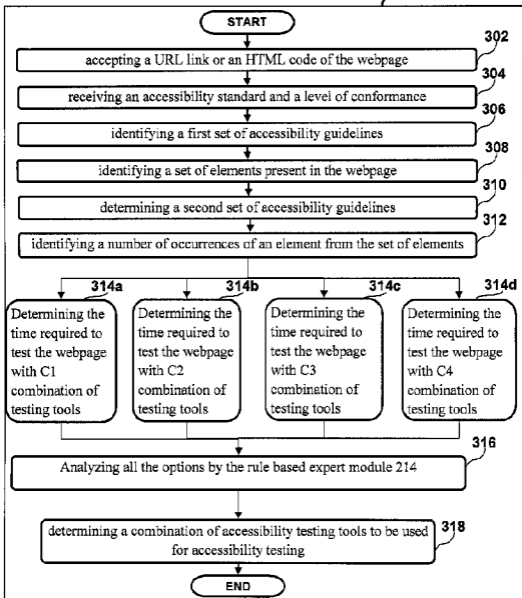 START
302
accepting a URL link or an HTML code of the webpage
304
receiving an accessibility standard and a level of conformance
306
identifying a first set of accessibility guidelines
308
identifying a set of elements present in the webpage
310
determining a second set of accessibility guidelines
312
identifying a number of occurrences of an element from the set of elements
314a
Determining the
time required to
test the webpage
with C1
combination of
testing tools
314b
Determining the
time required to
test the webpage
with C2
combination of
testing tools
314c
Determining the
time required to
test the webpage
with C3
combination of
testing tools
314d
Determining the
time required to
test the webpage
with C4
combination of
testing tools
316
Analyzing all the options by the rule based expert module 214
318
determining a combination of accessibility testing tools to be used
for accessibility testing
END